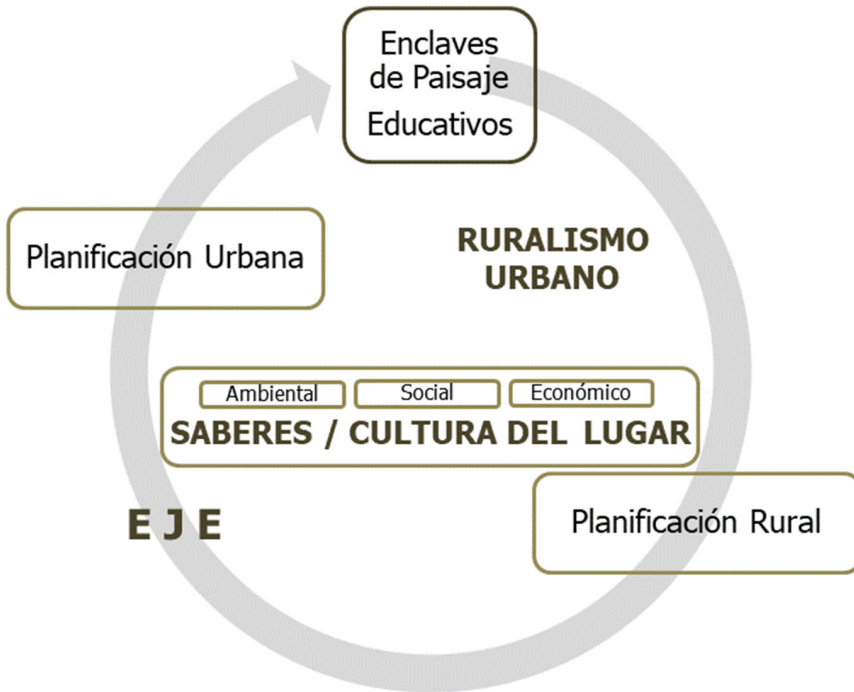 Enclaves
de Paisaje
Educativos
Planificación Urbana
RURALISMO
URBANO
Ambiental
Social
Económico
SABERES / CULTURA DEL LUGAR
E J E
Planificación Rural